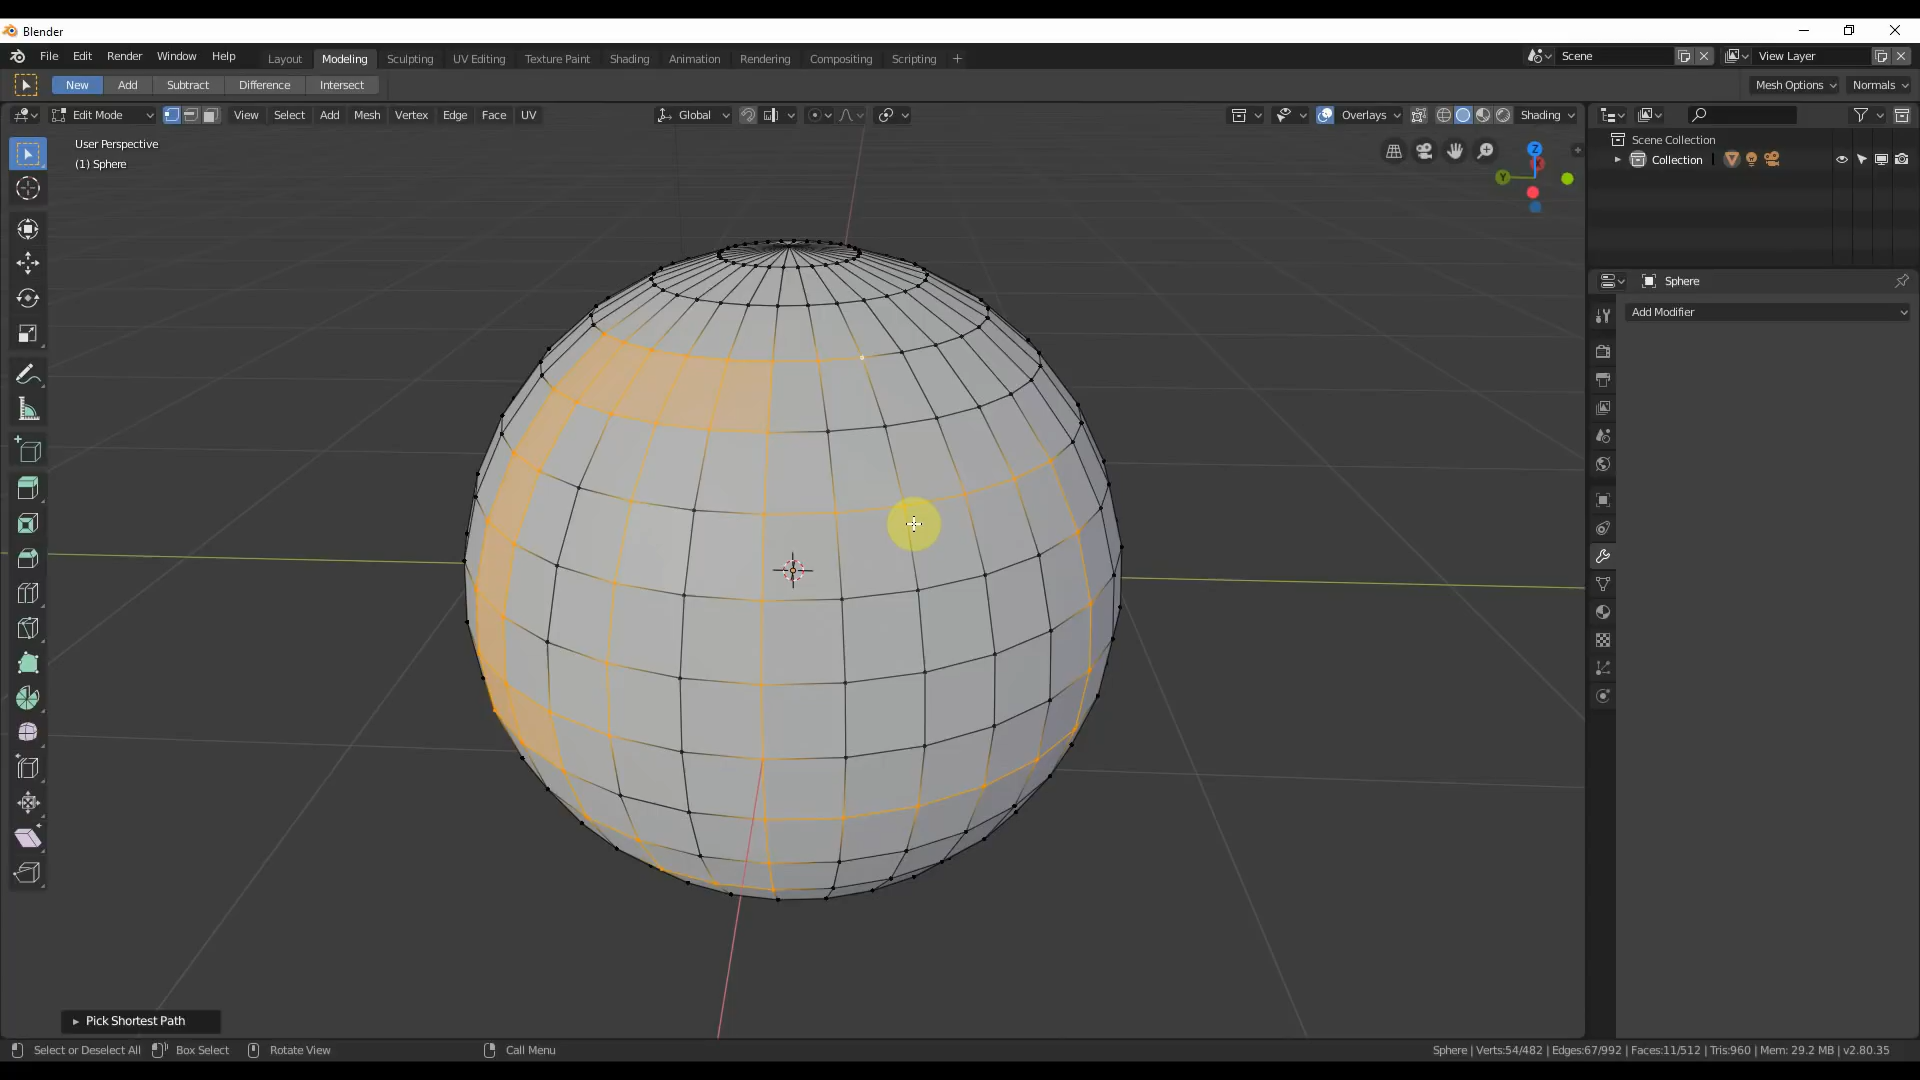 Blender
File Edit Render Window Help Layout Modeling Sculpting UV Editing Texture Paint Shading Animation Rendering Compositing Scripting + Scene View Layer
New Add Subtract Difference Intersect Mesh Options Normals
Edit Mode View Select Add Mesh Vertex Edge Face UV Global Overlays Shading
User Perspective
(1) Sphere
Z
Y
Scene Collection
Collection
Sphere
Add Modifier
Pick Shortest Path
Select or Deselect All Box Select Rotate View Call Menu Sphere | Verts:54/482 | Edges:67/992 | Faces:11/512 | Tris:960 | Mem: 29.2 MB | v2.80.35